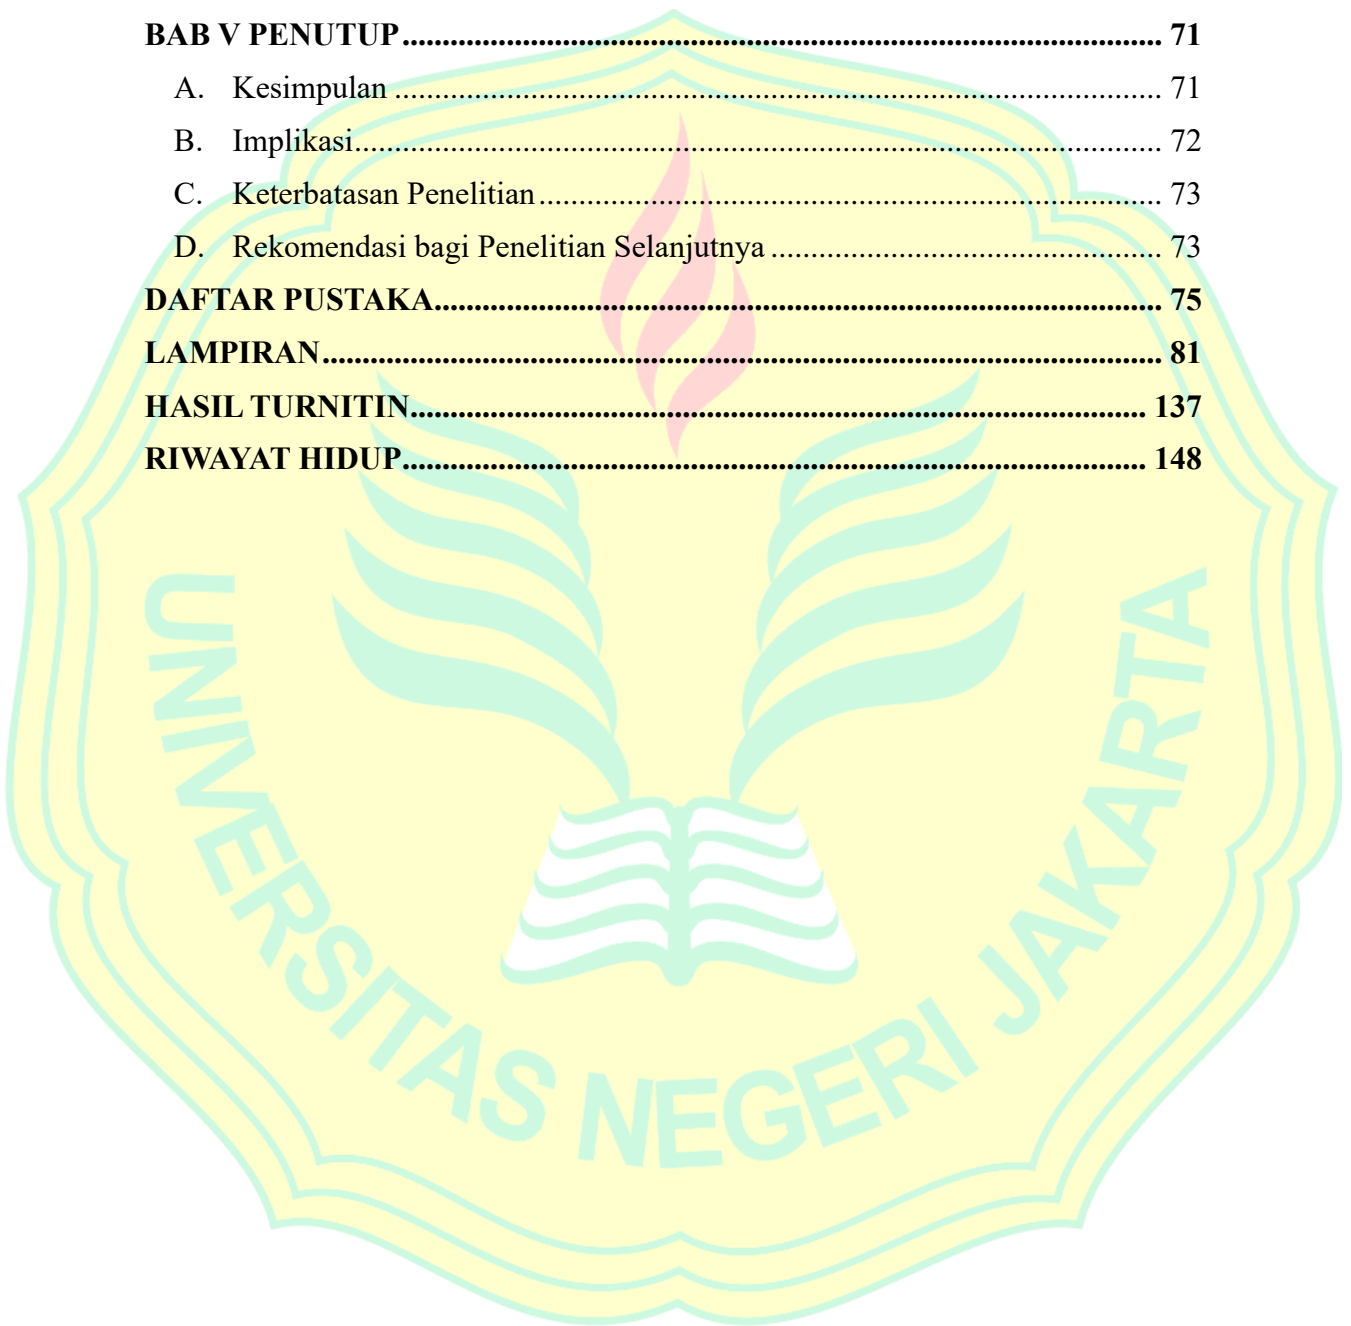 BAB V PENUTUP.................................................................................................. 71
A. Kesimpulan .................................................................................................. 71
B. Implikasi...................................................................................................... 72
C. Keterbatasan Penelitian ................................................................................ 73
D. Rekomendasi bagi Penelitian Selanjutnya .................................................. 73
DAFTAR PUSTAKA............................................................................................ 75
LAMPIRAN.......................................................................................................... 81
HASIL TURNITIN............................................................................................. 137
RIWAYAT HIDUP.............................................................................................. 148
UNIVERSITAS NEGERI JAKARTA